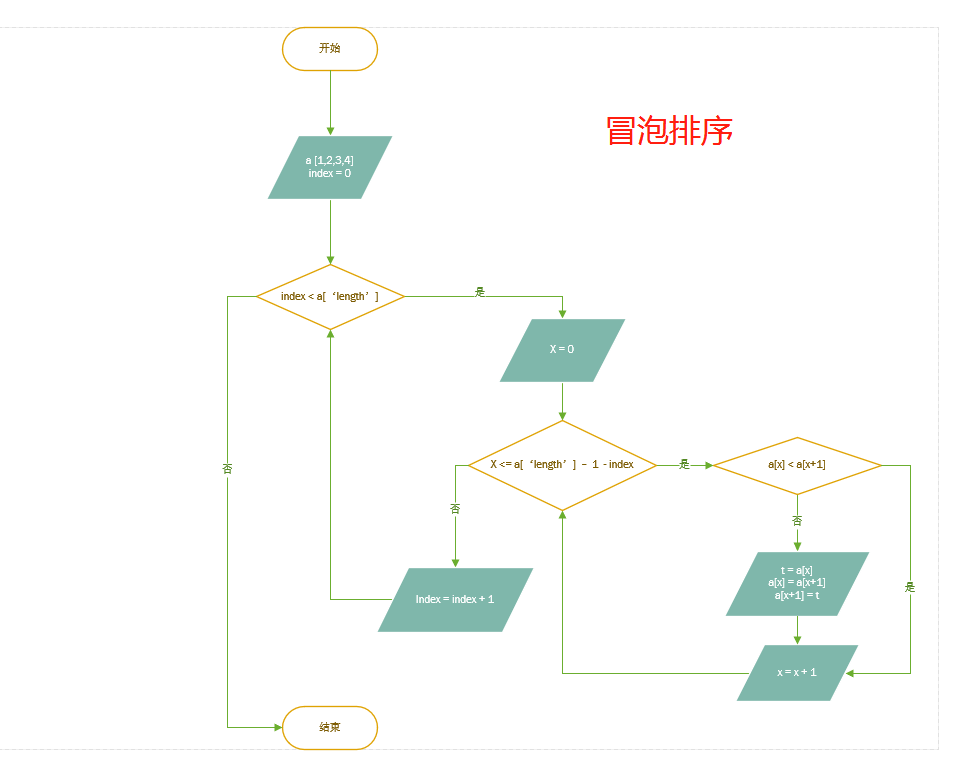 开始
冒泡排序
a [1,2,3,4]
index = 0
index < a[‘length’]
是
X = 0
X <= a[‘length’] – 1 - index
是
a[x] < a[x+1]
否
否
否
t = a[x]
a[x] = a[x+1]
a[x+1] = t
是
Index = index + 1
x = x + 1
结束